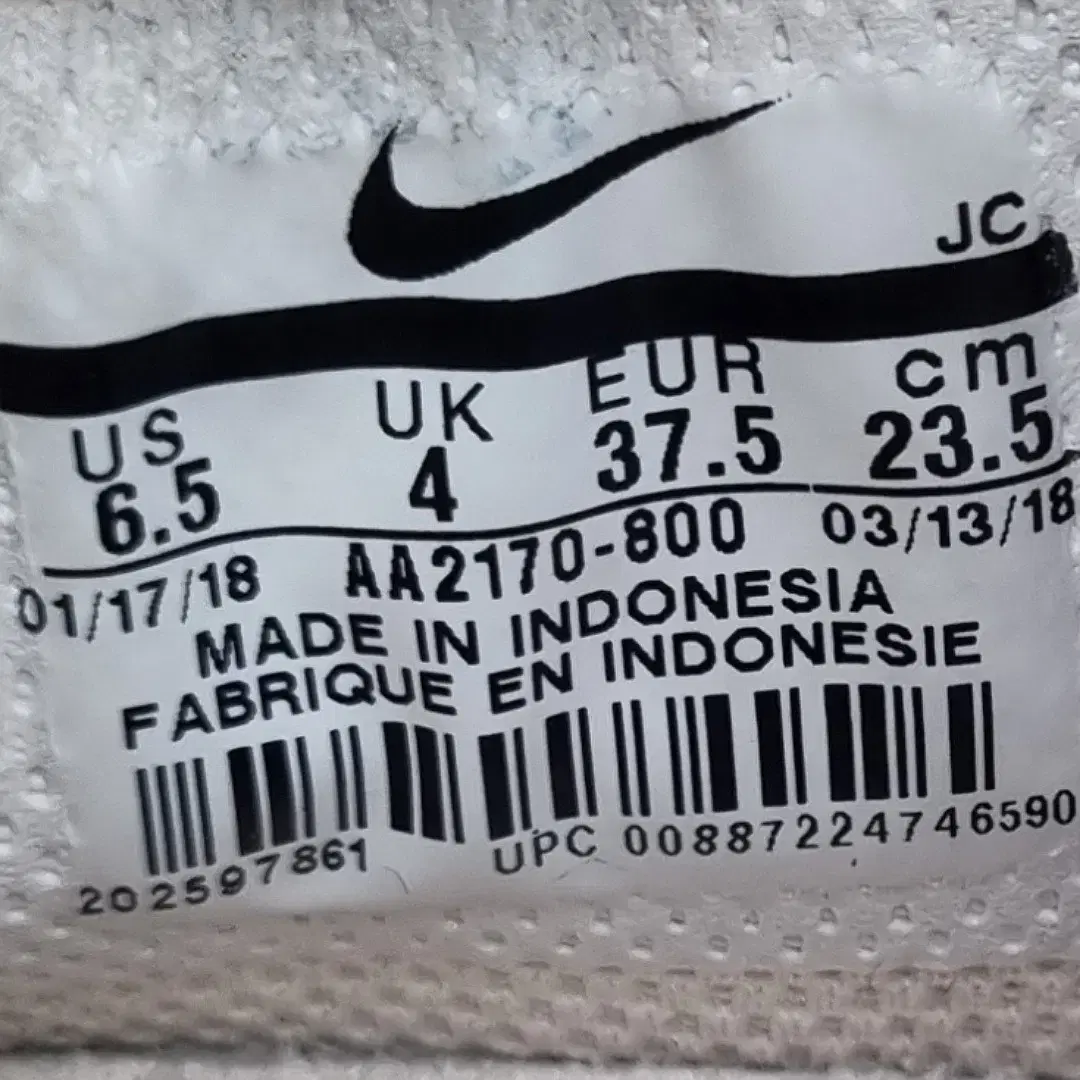 JC
US UK EUR cm
6.5 4 37.5 23.5
01/17/18 AA2170-800 03/13/18
MADE IN INDONESIA
FABRIQUE EN INDONESIE
202597861 UPC 00887224746590